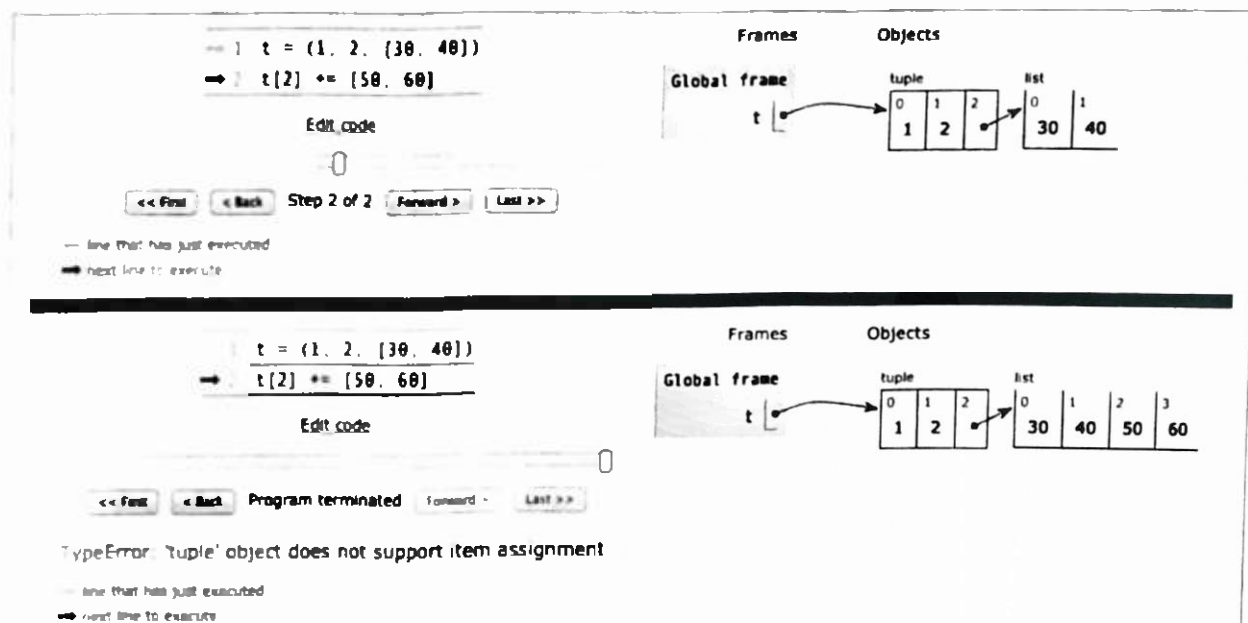 Frames Objects
1 t = (1, 2, [30, 40])
2 t[2] += [50, 60]
Global frame
t
tuple list
0 1 2 0 1
1 2 30 40
Edit code
<< First < Back Step 2 of 2 Forward > Last >>
line that has just executed
next line to execute
Frames Objects
t = (1, 2, [30, 40])
t[2] += [50, 60]
Global frame
t
tuple list
0 1 2 0 1 2 3
1 2 30 40 50 60
Edit code
<< First < Back Program terminated Forward > Last >>
TypeError: 'tuple' object does not support item assignment
line that has just executed
next line to execute